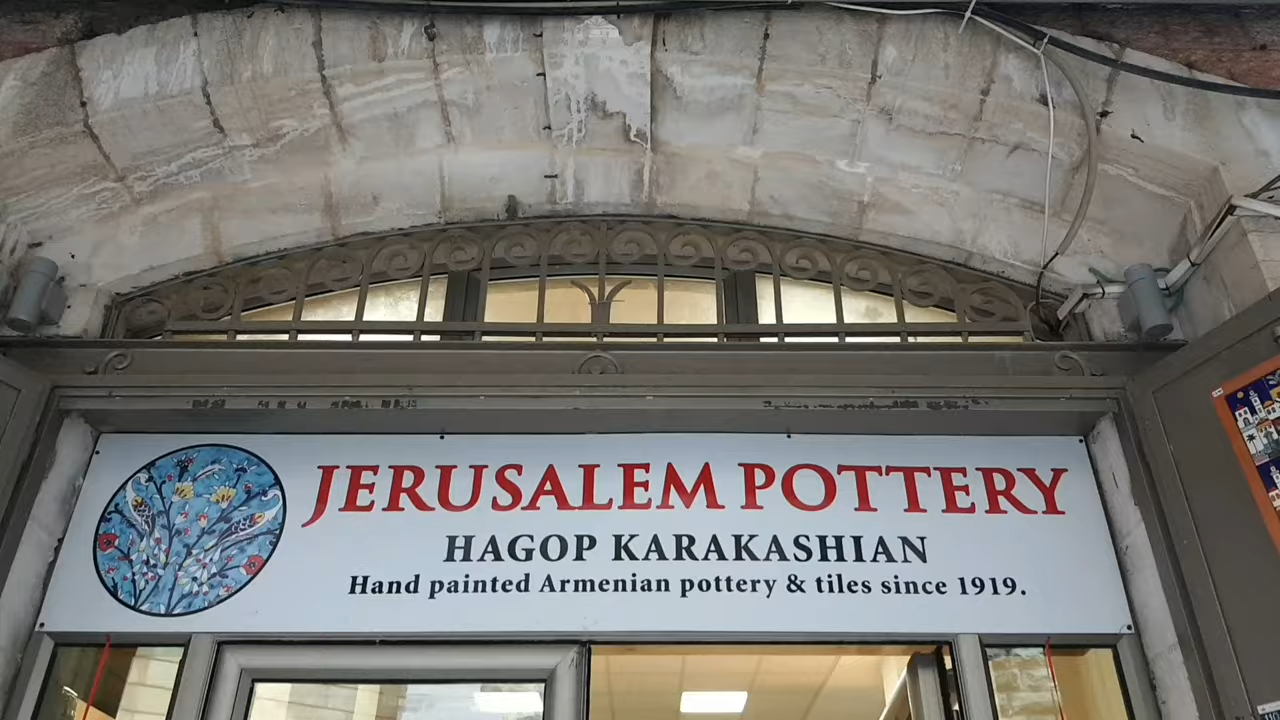 JERUSALEM POTTERY
HAGOP KARAKASHIAN
Hand painted Armenian pottery & tiles since 1919.